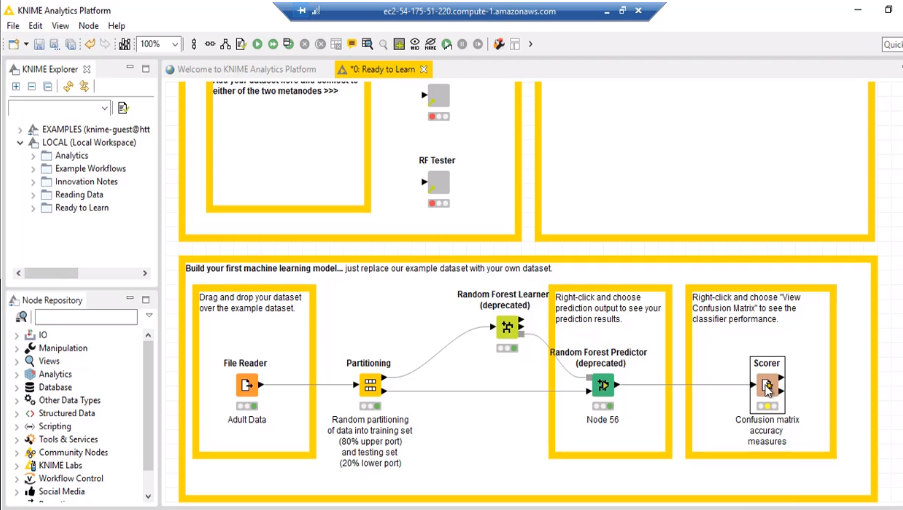 KNIME Analytics Platform
ec2-54-175-51-220.compute-1.amazonaws.com
File Edit View Node Help
100%
Quick
KNIME Explorer
Welcome to KNIME Analytics Platform
*0: Ready to Learn
EXAMPLES (knime-guest@htt
LOCAL (Local Workspace)
Analytics
Example Workflows
Innovation Notes
Reading Data
Ready to Learn
Node Repository
IO
Manipulation
Views
Analytics
Database
Other Data Types
Structured Data
Scripting
Tools & Services
Community Nodes
KNIME Labs
Workflow Control
Social Media
either of the two metanodes >>>
RF Tester
Build your first machine learning model... just replace our example dataset with your own dataset.
Drag and drop your dataset
over the example dataset.
File Reader
Adult Data
Partitioning
Random partitioning
of data into training set
(80% upper port)
and testing set
(20% lower port)
Random Forest Learner
(deprecated)
Right-click and choose
prediction output to see your
prediction results.
Random Forest Predictor
(deprecated)
Node 56
Right-click and choose "View
Confusion Matrix" to see the
classifier performance.
Scorer
Confusion matrix
accuracy
measures